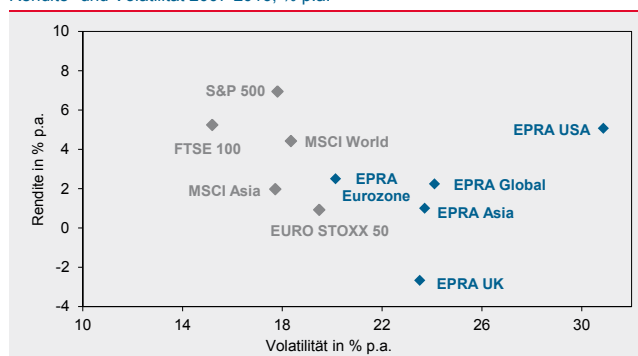 10
8
6
4
2
0
-2
-4
Rendite in % p.a.
S&P 500
FTSE 100
MSCI World
EPRA USA
MSCI Asia
EPRA
Eurozone
EPRA Global
EURO STOXX 50
EPRA Asia
EPRA UK
10 14 18 22 26 30
Volatilität in % p.a.